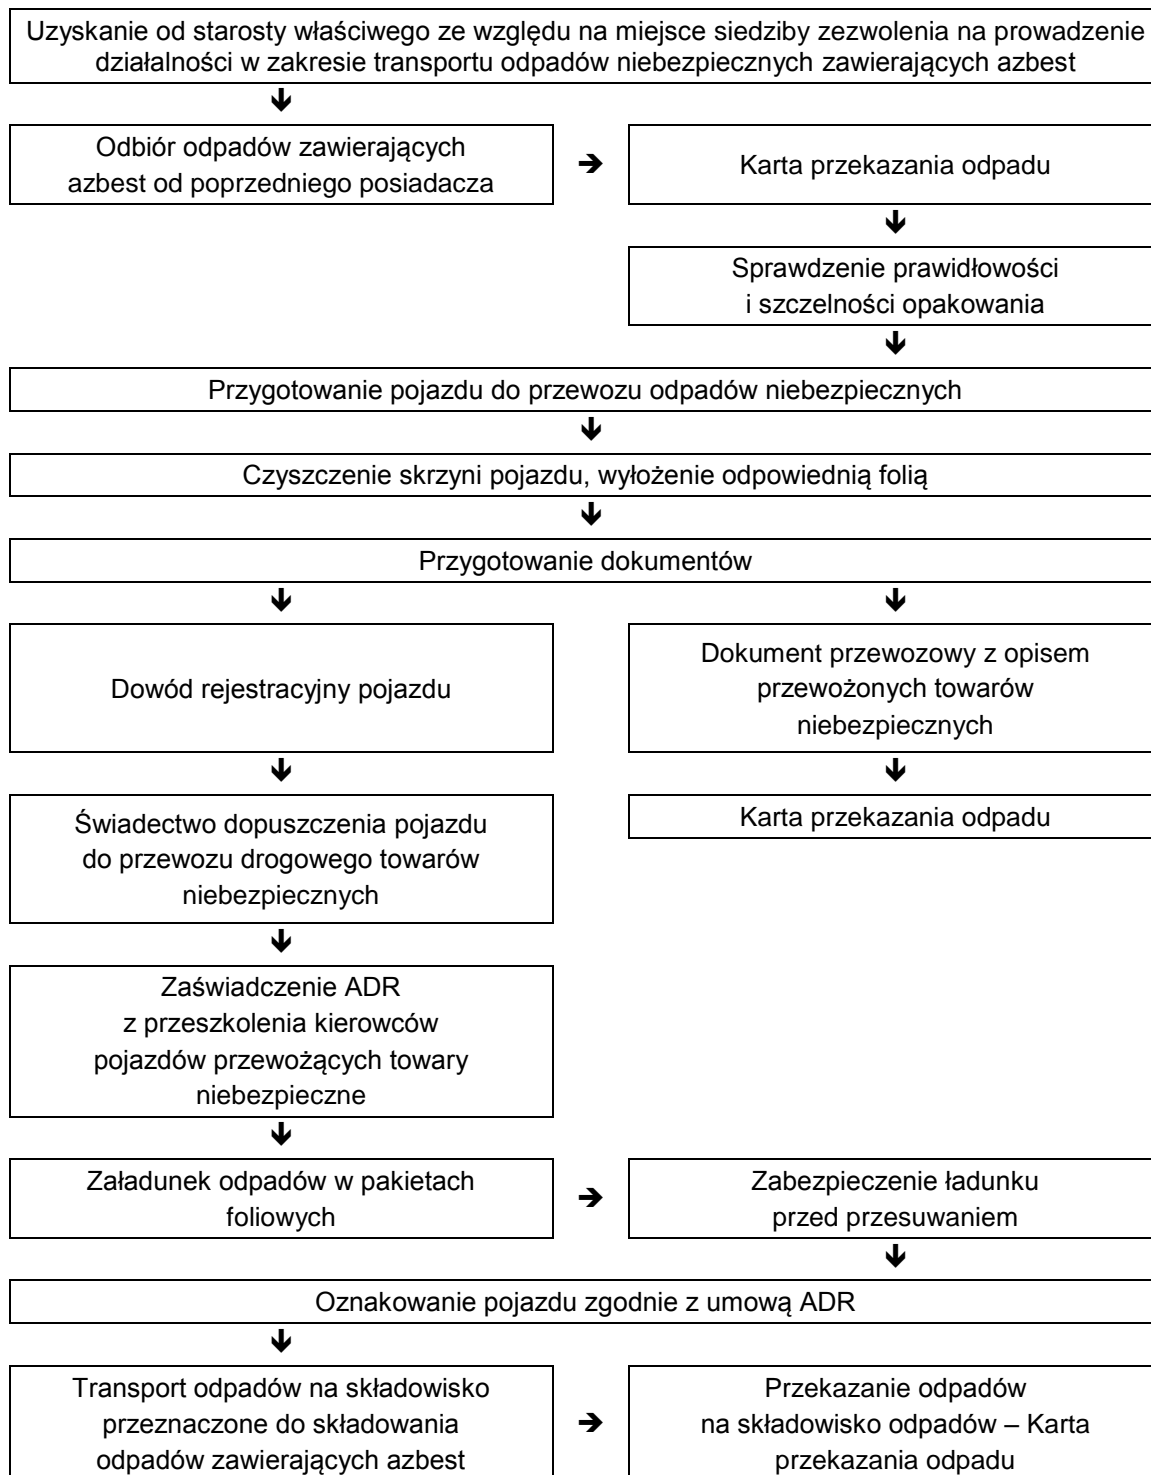 Uzyskanie od starosty właściwego ze względu na miejsce siedziby zezwolenia na prowadzenie
działalności w zakresie transportu odpadów niebezpiecznych zawierających azbest
Odbiór odpadów zawierających
azbest od poprzedniego posiadacza
Karta przekazania odpadu
Sprawdzenie prawidłowości
i szczelności opakowania
Przygotowanie pojazdu do przewozu odpadów niebezpiecznych
Czyszczenie skrzyni pojazdu, wyłożenie odpowiednią folią
Przygotowanie dokumentów
Dowód rejestracyjny pojazdu
Dokument przewozowy z opisem
przewożonych towarów
niebezpiecznych
Świadectwo dopuszczenia pojazdu
do przewozu drogowego towarów
niebezpiecznych
Karta przekazania odpadu
Zaświadczenie ADR
z przeszkolenia kierowców
pojazdów przewożących towary
niebezpieczne
Załadunek odpadów w pakietach
foliowych
Zabezpieczenie ładunku
przed przesuwaniem
Oznakowanie pojazdu zgodnie z umową ADR
Transport odpadów na składowisko
przeznaczone do składowania
odpadów zawierających azbest
Przekazanie odpadów
na składowisko odpadów – Karta
przekazania odpadu